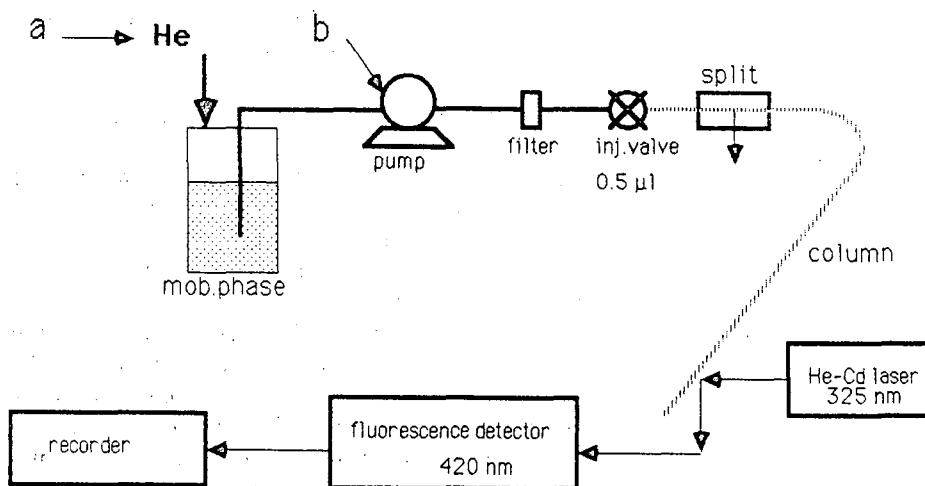 a
He
b
split
pump
filter
inj.valve
0.5 µl
mob.phase
column
He-Cd laser
325 nm
fluorescence detector
420 nm
recorder